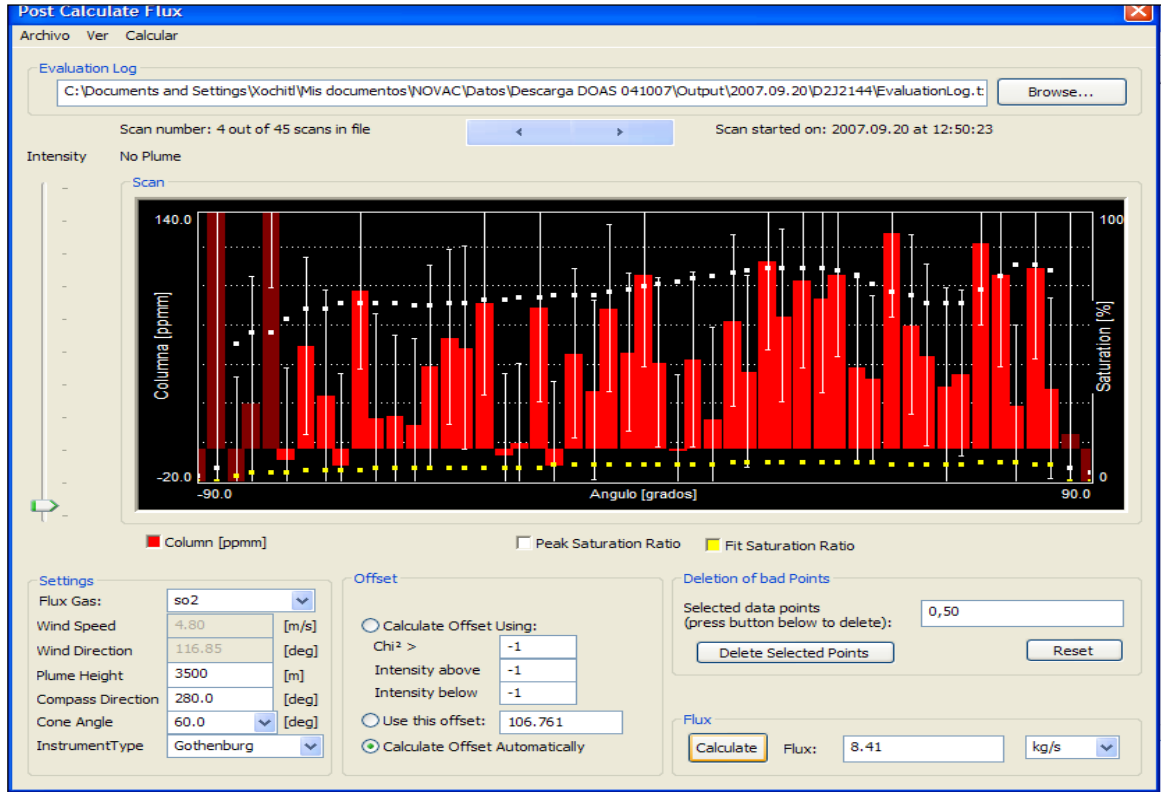 Post Calculate Flux
Archivo Ver Calcular
Evaluation Log
C:\Documents and Settings\Xochitl\Mis documentos\NOVAC\Datos\Descarga DOAS 041007\Output\2007.09.20\D2J2144\EvaluationLog.t
Browse...
Scan number: 4 out of 45 scans in file
Scan started on: 2007.09.20 at 12:50:23
Intensity
No Plume
Scan
140.0
100
Columna [ppmm]
Saturation [%]
-20.0
0
-90.0
Angulo [grados]
90.0
Column [ppmm]
Peak Saturation Ratio
Fit Saturation Ratio
Settings
Flux Gas: so2
Wind Speed 4.80 [m/s]
Wind Direction 116.85 [deg]
Plume Height 3500 [m]
Compass Direction 280.0 [deg]
Cone Angle 60.0 [deg]
InstrumentType Gothenburg
Offset
Calculate Offset Using:
Chi² > -1
Intensity above -1
Intensity below -1
Use this offset: 106.761
Calculate Offset Automatically
Deletion of bad Points
Selected data points
(press button below to delete): 0,50
Delete Selected Points
Reset
Flux
Calculate Flux: 8.41 kg/s